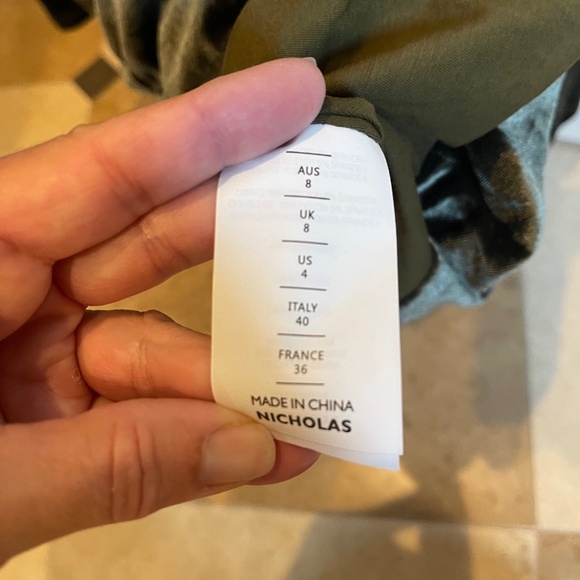 AUS
8
UK
8
US
4
ITALY
40
FRANCE
36
MADE IN CHINA
NICHOLAS